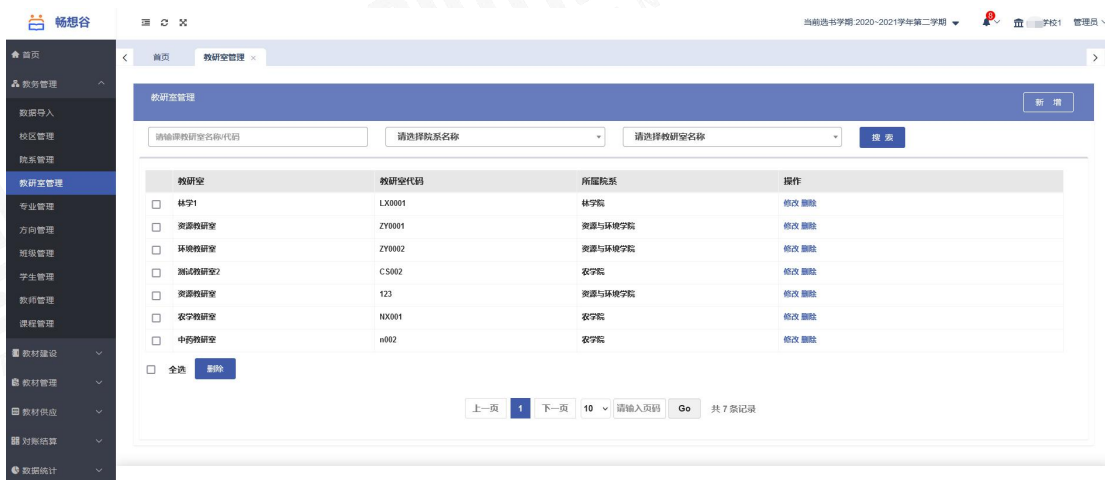 畅想谷
当前选书学期:2020~2021学年第二学期
8
学校1 管理员
首页
教务管理
数据导入
校区管理
院系管理
教研室管理
专业管理
方向管理
班级管理
学生管理
教师管理
课程管理
教材建设
教材管理
教材供应
对账结算
数据统计
首页 教研室管理 ×
教研室管理 新 增
请输课教研室名称/代码 请选择院系名称 请选择教研室名称 搜 索
教研室 教研室代码 所属院系 操作
林学1 LX0001 林学院 修改 删除
资源教研室 ZY0001 资源与环境学院 修改 删除
环境教研室 ZY0002 资源与环境学院 修改 删除
测试教研室2 CS002 农学院 修改 删除
资源教研室 123 资源与环境学院 修改 删除
农学教研室 NX001 农学院 修改 删除
中药教研室 n002 农学院 修改 删除
全选 删除
上一页 1 下一页 10 请输入页码 Go 共 7 条记录